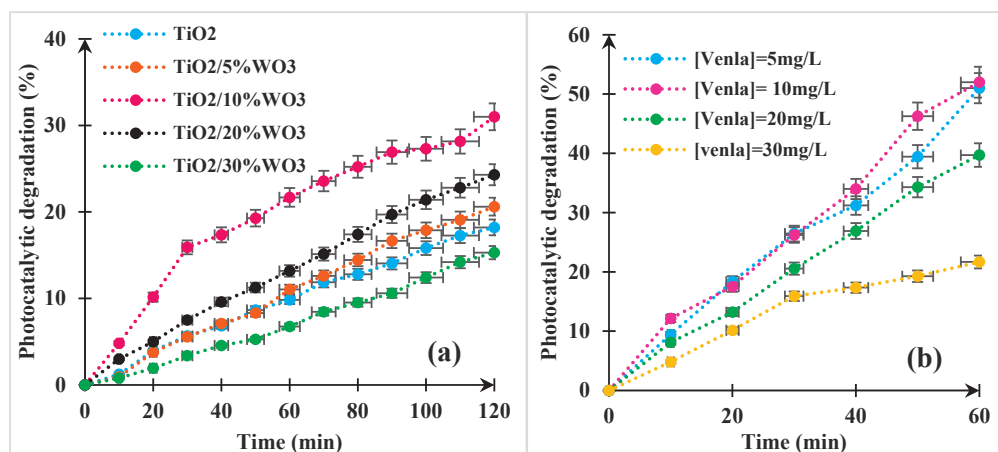 40
30
20
10
0
Photocatalytic degradation (%)
TiO2
TiO2/5%WO3
TiO2/10%WO3
TiO2/20%WO3
TiO2/30%WO3
(a)
0 20 40 60 80 100 120
Time (min)
60
50
40
30
20
10
0
Photocatalytic degradation (%)
[Venla]=5mg/L
[Venla]= 10mg/L
[Venla]=20mg/L
[venla]=30mg/L
(b)
0 20 40 60
Time (min)